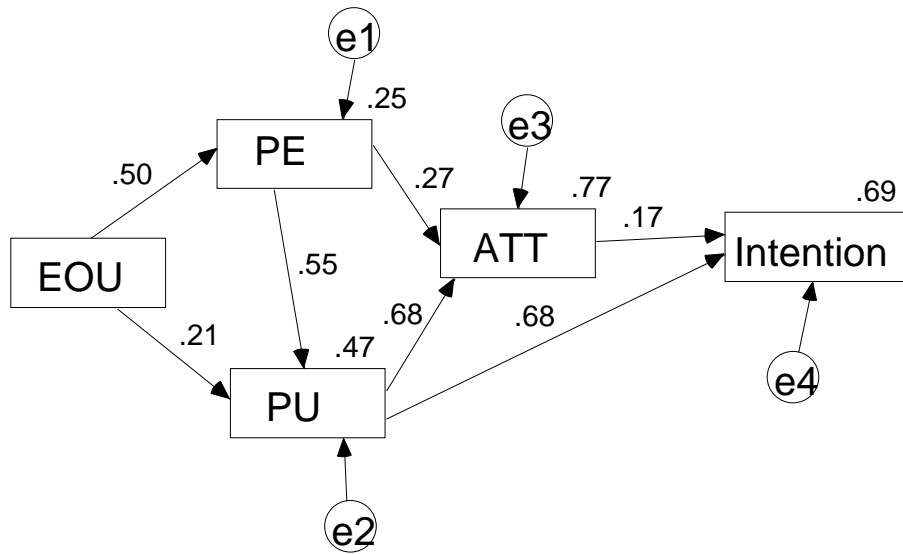 e1
.25
PE
e3
.50
.27
.77
.69
.17
ATT
Intention
EOU
.55
.68
.68
.21
.47
PU
e4
e2